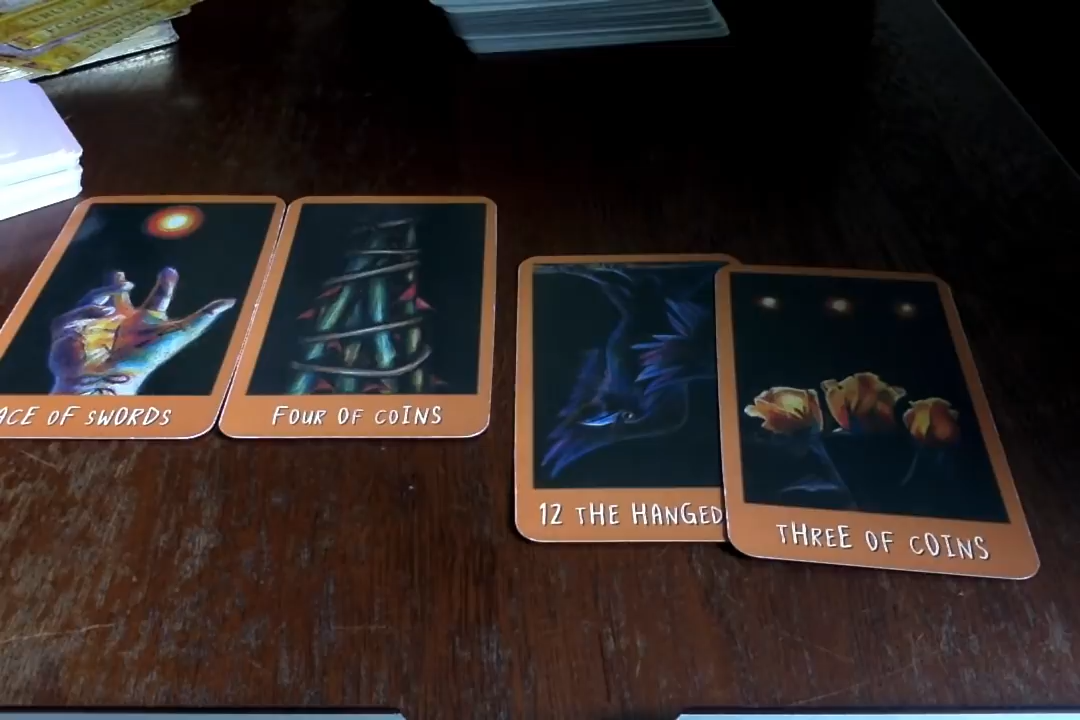 ACE OF SWORDS
FOUR OF COINS
12 THE HANGED
THREE OF COINS